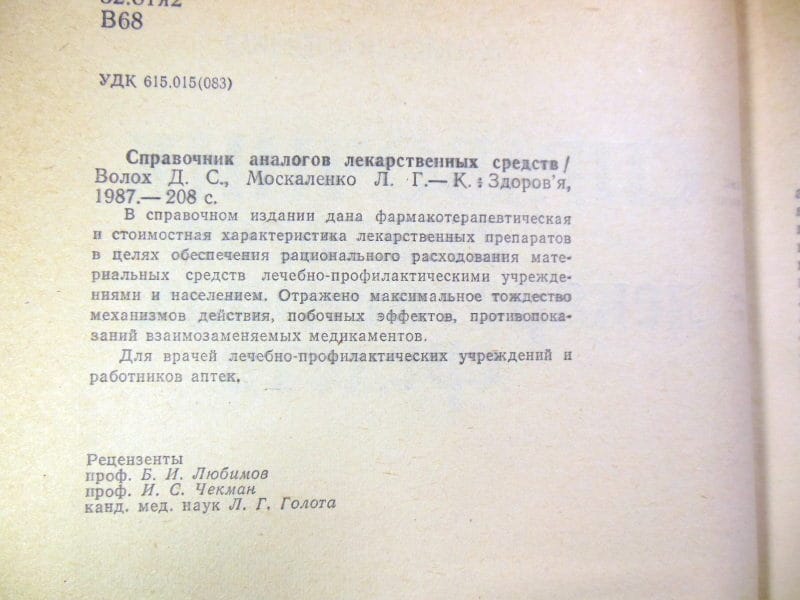 В68
УДК 615.015(083)
Справочник аналогов лекарственных средств/
Волох Д. С., Москаленко Л. Г.— К. : Здоров'я,
1987.— 208 с.
В справочном издании дана фармакотерапевтическая
и стоимостная характеристика лекарственных препаратов
в целях обеспечения рационального расходования мате-
риальных средств лечебно-профилактическими учрежде-
ниями и населением. Отражено максимальное тождество
механизмов действия, побочных эффектов, противопока-
заний взаимозаменяемых медикаментов.
Для врачей лечебно-профилактических учреждений и
работников аптек.
Рецензенты
проф. Б. И. Любимов
проф. И. С. Чекман
канд. мед. наук Л. Г. Голота